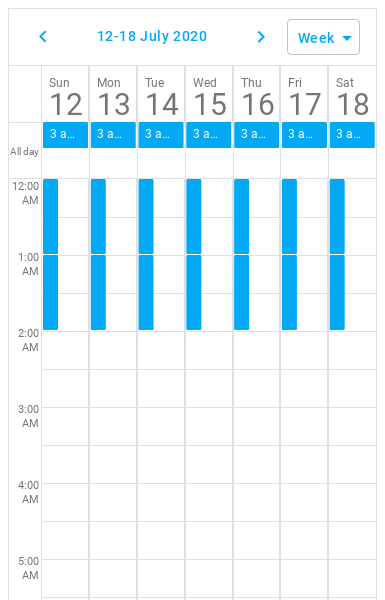 12-18 July 2020
Week
Sun Mon Tue Wed Thu Fri Sat
12 13 14 15 16 17 18
3 a... 3 a... 3 a... 3 a... 3 a... 3 a... 3 a...
All day
12:00
AM
1:00
AM
2:00
AM
3:00
AM
4:00
AM
5:00
AM